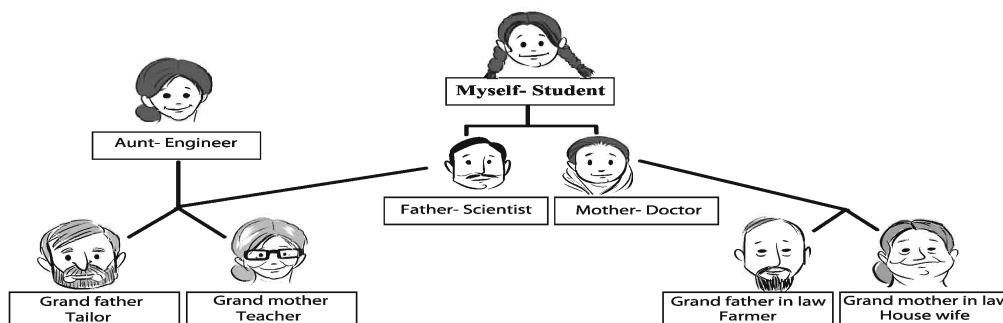 Myself- Student
Aunt- Engineer
Father- Scientist
Mother- Doctor
Grand father
Tailor
Grand mother
Teacher
Grand father in law
Farmer
Grand mother in law
House wife